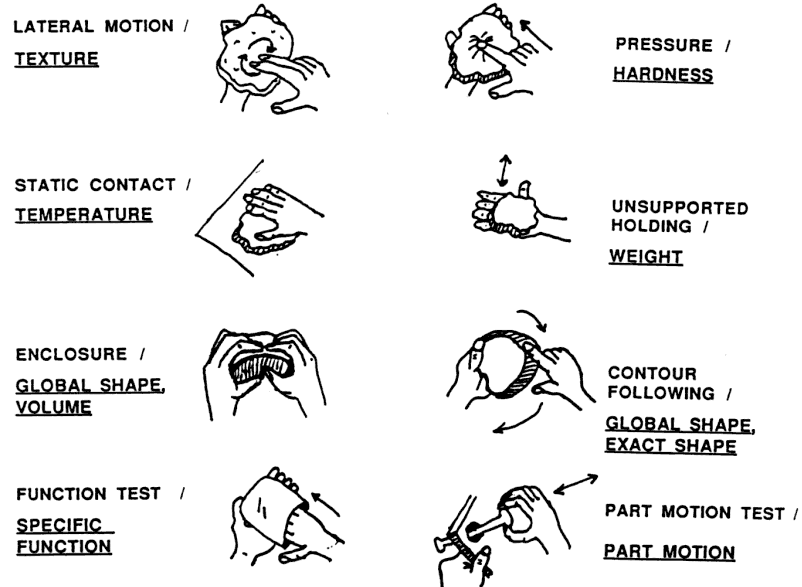 LATERAL MOTION /
TEXTURE
PRESSURE /
HARDNESS
STATIC CONTACT /
TEMPERATURE
UNSUPPORTED
HOLDING /
WEIGHT
ENCLOSURE /
GLOBAL SHAPE,
VOLUME
CONTOUR
FOLLOWING /
GLOBAL SHAPE,
EXACT SHAPE
FUNCTION TEST /
SPECIFIC
FUNCTION
PART MOTION TEST /
PART MOTION